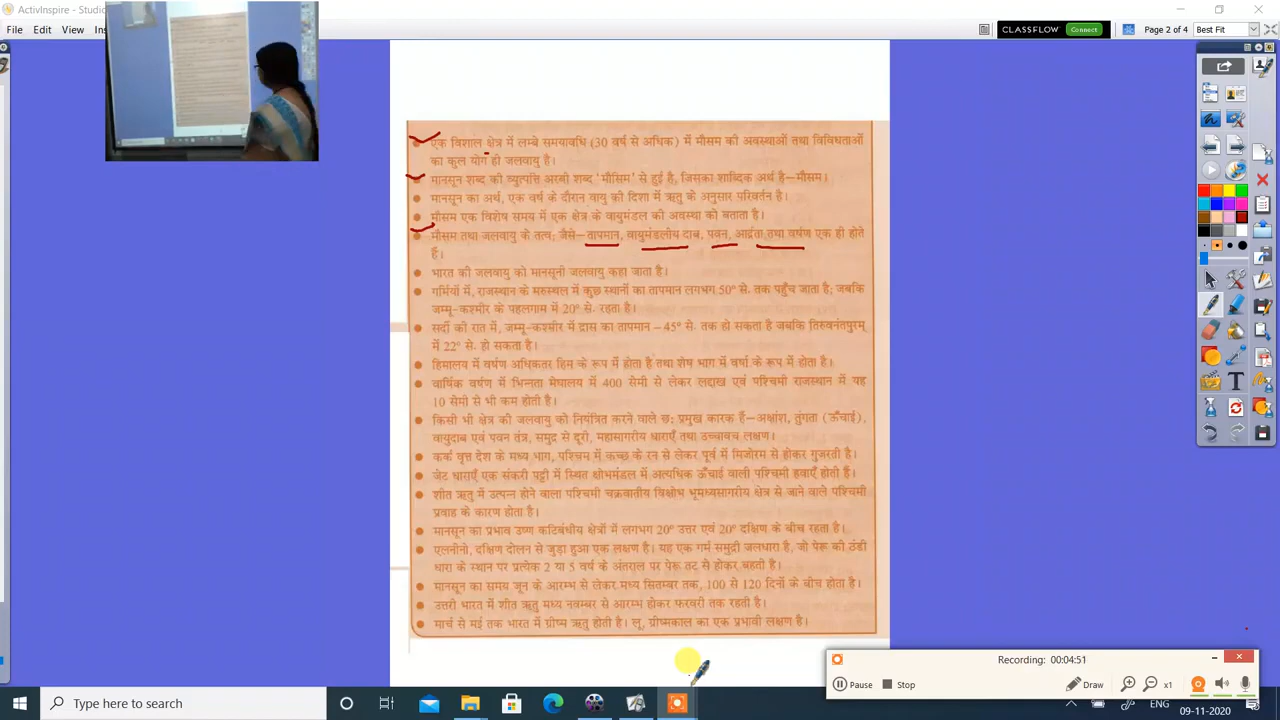 ActivInspire - Studio
File Edit View Ins
CLASSFLOW Connect
Page 2 of 4 Best Fit
एक विशाल क्षेत्र में लम्बे समयावधि (30 वर्ष से अधिक) में मौसम की अवस्थाओं तथा विविधताओं
का कुल योग ही जलवायु है।
मानसून शब्द की व्युत्पत्ति अरबी शब्द 'मौसिम' से हुई है, जिसका शाब्दिक अर्थ है–मौसम।
मानसून का अर्थ, एक वर्ष के दौरान वायु की दिशा में ऋतु के अनुसार परिवर्तन है।
मौसम एक विशेष समय में एक क्षेत्र के वायुमंडल की अवस्था को बताता है।
मौसम तथा जलवायु के तत्व, जैसे–तापमान, वायुमंडलीय दाब, पवन, आर्द्रता तथा वर्षण एक ही होते
हैं।
भारत की जलवायु को मानसूनी जलवायु कहा जाता है।
गर्मियों में, राजस्थान के मरुस्थल में कुछ स्थानों का तापमान लगभग 50° से. तक पहुँच जाता है; जबकि
जम्मू-कश्मीर के पहलगाम में 20° से. रहता है।
सर्दी की रात में, जम्मू-कश्मीर में द्रास का तापमान – 45° से. तक हो सकता है जबकि तिरुवनंतपुरम्
में 22° से. हो सकता है।
हिमालय में वर्षण अधिकतर हिम के रूप में होता है तथा शेष भाग में वर्षा के रूप में होता है।
वार्षिक वर्षण में भिन्नता मेघालय में 400 सेमी से लेकर लद्दाख एवं पश्चिमी राजस्थान में यह
10 सेमी से भी कम होती है।
किसी भी क्षेत्र की जलवायु को नियंत्रित करने वाले छः प्रमुख कारक हैं–अक्षांश, तुंगता (ऊँचाई),
वायुदाब एवं पवन तंत्र, समुद्र से दूरी, महासागरीय धाराएँ तथा उच्चावच लक्षण।
कर्क वृत्त देश के मध्य भाग, पश्चिम में कच्छ के रन से लेकर पूर्व में मिजोरम से होकर गुजरती है।
जेट धाराएँ एक संकरी पट्टी में स्थित क्षोभमंडल में अत्यधिक ऊँचाई वाली पश्चिमी हवाएँ होती हैं।
शीत ऋतु में उत्पन्न होने वाला पश्चिमी चक्रवातीय विक्षोभ भूमध्यसागरीय क्षेत्र से आने वाले पश्चिमी
प्रवाह के कारण होता है।
मानसून का प्रभाव उष्ण कटिबंधीय क्षेत्रों में लगभग 20° उत्तर एवं 20° दक्षिण के बीच रहता है।
एलनीनो, दक्षिण दोलन से जुड़ा हुआ एक लक्षण है। यह एक गर्म समुद्री जलधारा है, जो पेरू की ठंडी
धारा के स्थान पर प्रत्येक 2 या 5 वर्ष के अंतराल पर पेरू तट से होकर बहती है।
मानसून का समय जून के आरम्भ से लेकर मध्य सितम्बर तक, 100 से 120 दिनों के बीच होता है।
उत्तरी भारत में शीत ऋतु मध्य नवम्बर से आरम्भ होकर फरवरी तक रहती है।
मार्च से मई तक भारत में ग्रीष्म ऋतु होती है। लू, ग्रीष्मकाल का एक प्रभावी लक्षण है।
Recording: 00:04:51
Pause Stop Draw x1
Type here to search
ENG
09-11-2020